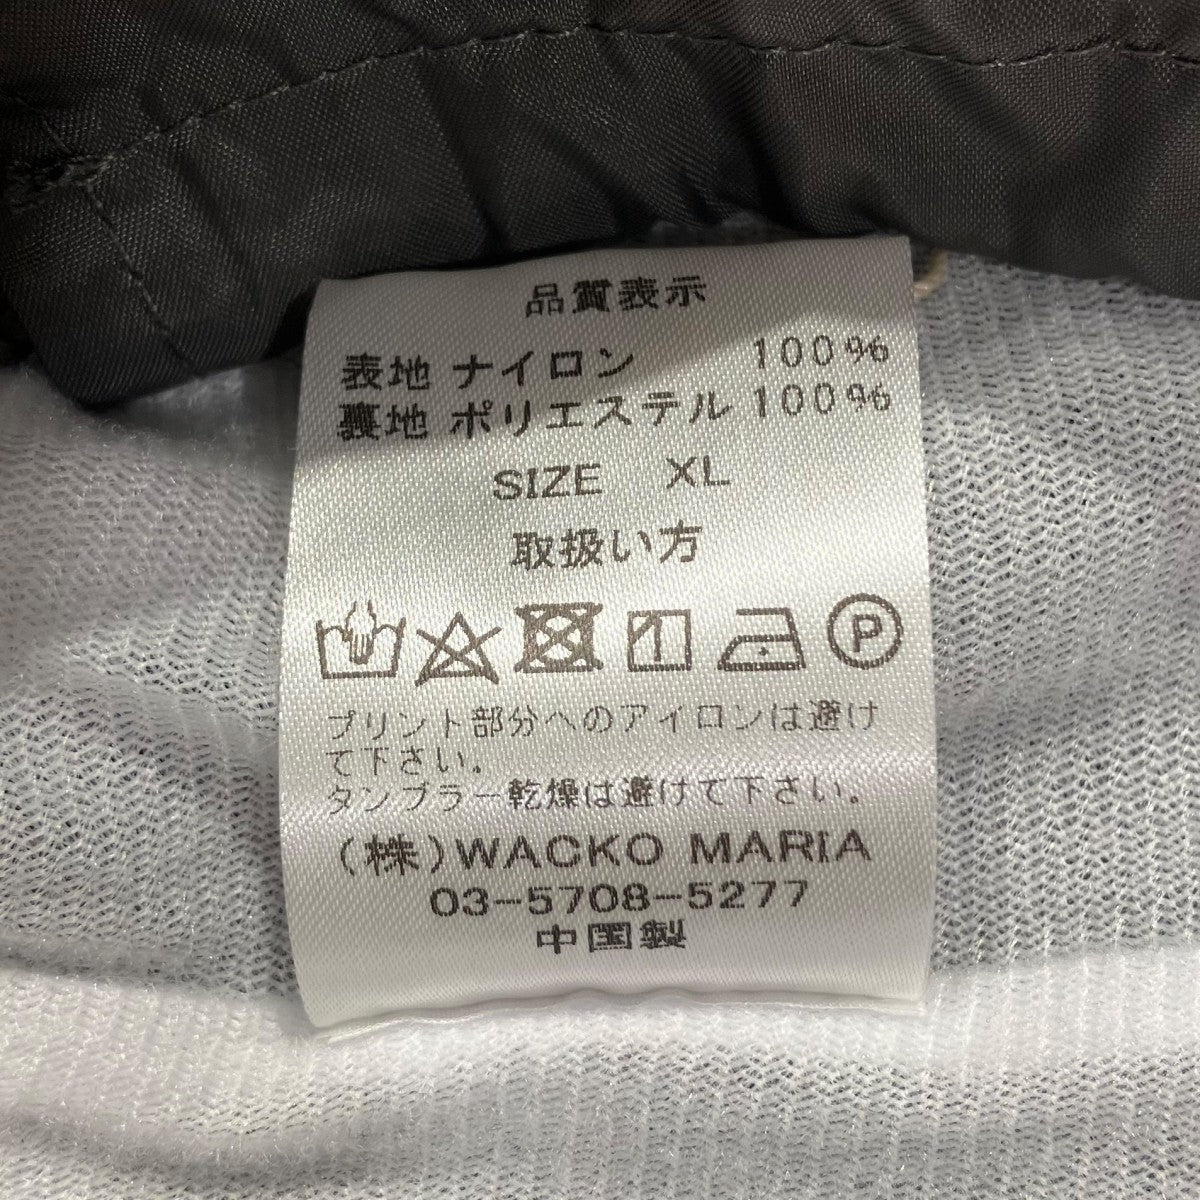 品質表示
表地 ナイロン 100%
裏地 ポリエステル 100%
SIZE XL
取扱い方
P
プリント部分へのアイロンは避け
て下さい.
タンブラー乾燥は避けて下さい.
(株)WACKO MARIA
03-5708-5277
中国製